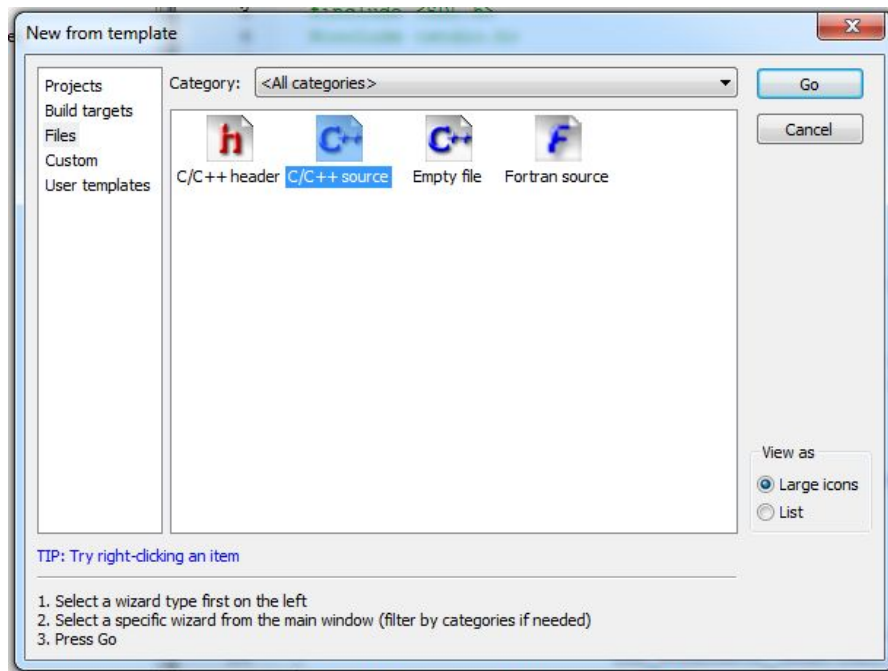 #include <SDL.h>
New from template
Projects
Build targets
Files
Custom
User templates
Category:
<All categories>
Go
Cancel
C/C++ header
C/C++ source
Empty file
Fortran source
View as
Large icons
List
TIP: Try right-clicking an item
1. Select a wizard type first on the left
2. Select a specific wizard from the main window (filter by categories if needed)
3. Press Go